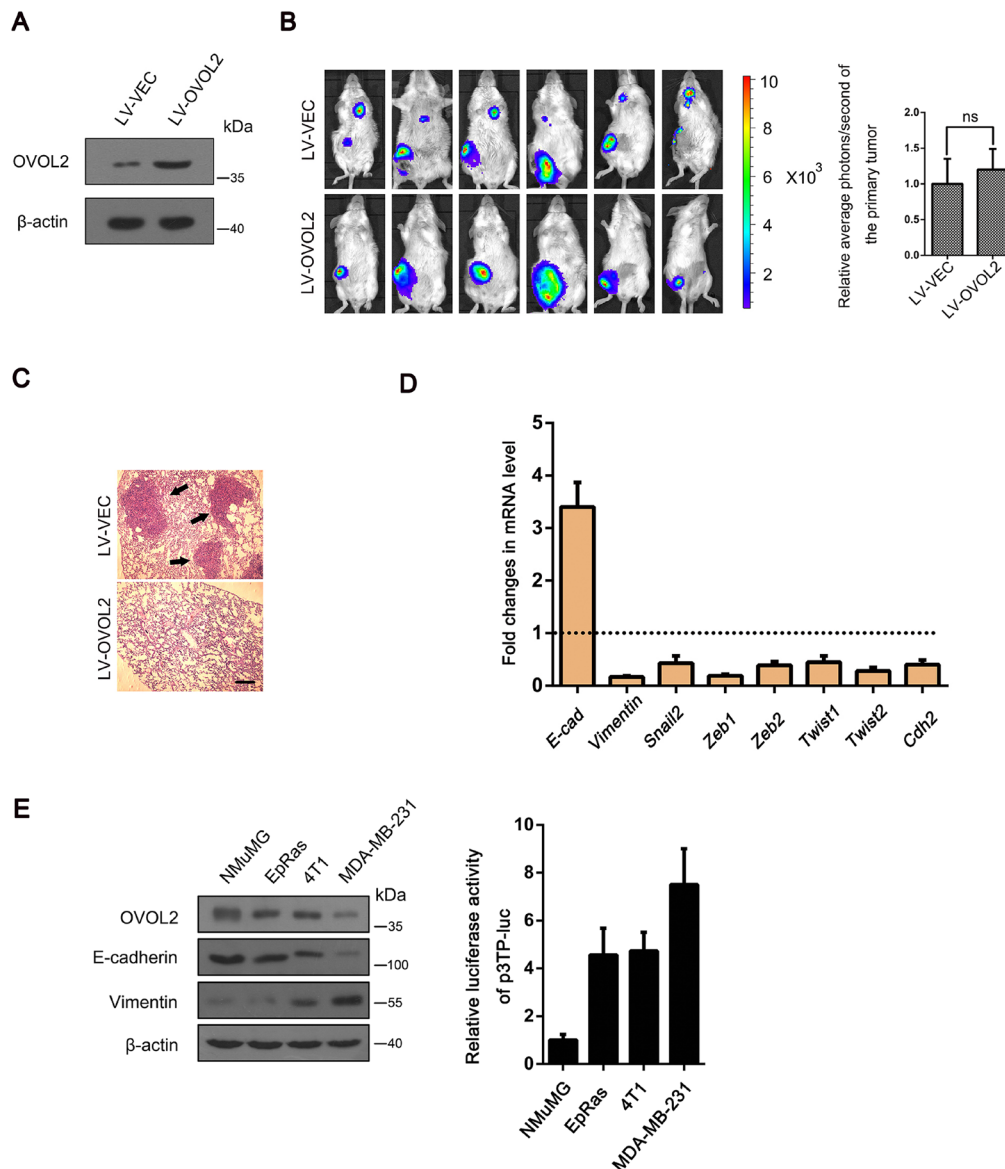 A
LV-VEC
LV-OVOL2
kDa
OVOL2
35
β-actin
40
B
LV-VEC
LV-OVOL2
10
8
6
4
2
X10³
Relative average photons/second of
the primary tumor
2.0
1.5
1.0
0.5
0.0
ns
LV-VEC
LV-OVOL2
C
LV-VEC
LV-OVOL2
D
Fold changes in mRNA level
5
4
3
2
1
1
0
E-cad
Vimentin
Snail2
Zeb1
Zeb2
Twist1
Twist2
Cdh2
E
NMuMG
EpRas
4T1
MDA-MB-231
kDa
OVOL2
35
E-cadherin
100
Vimentin
55
β-actin
40
Relative luciferase activity
of p3TP-luc
10
8
6
4
2
0
NMuMG
EpRas
4T1
MDA-MB-231